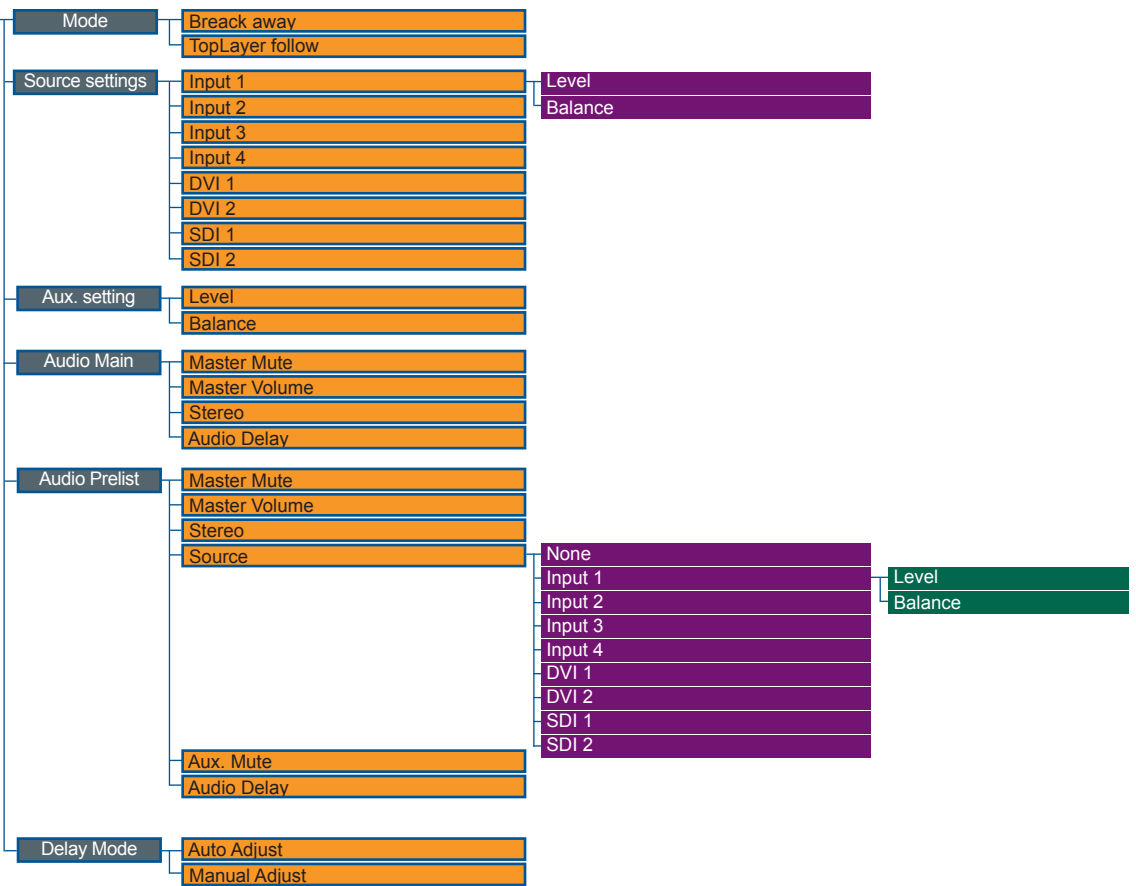 Mode
Breack away
TopLayer follow
Source settings
Input 1
Level
Balance
Input 2
Input 3
Input 4
DVI 1
DVI 2
SDI 1
SDI 2
Aux. setting
Level
Balance
Audio Main
Master Mute
Master Volume
Stereo
Audio Delay
Audio Prelist
Master Mute
Master Volume
Stereo
Source
None
Input 1
Level
Balance
Input 2
Input 3
Input 4
DVI 1
DVI 2
SDI 1
SDI 2
Aux. Mute
Audio Delay
Delay Mode
Auto Adjust
Manual Adjust